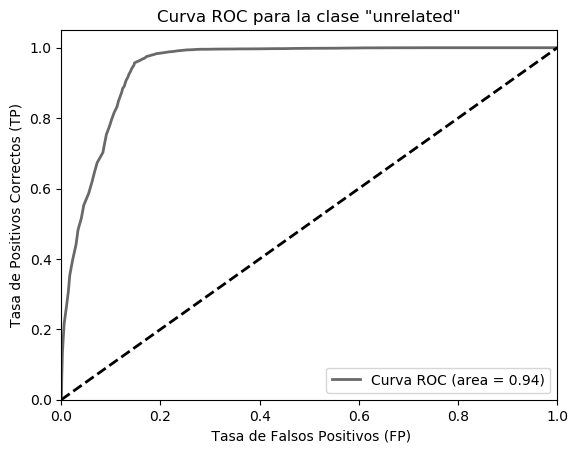 Curva ROC para la clase "unrelated"
Tasa de Positivos Correctos (TP)
1.0
0.8
0.6
0.4
0.2
0.0
0.0 0.2 0.4 0.6 0.8 1.0
Curva ROC (area = 0.94)
Tasa de Falsos Positivos (FP)